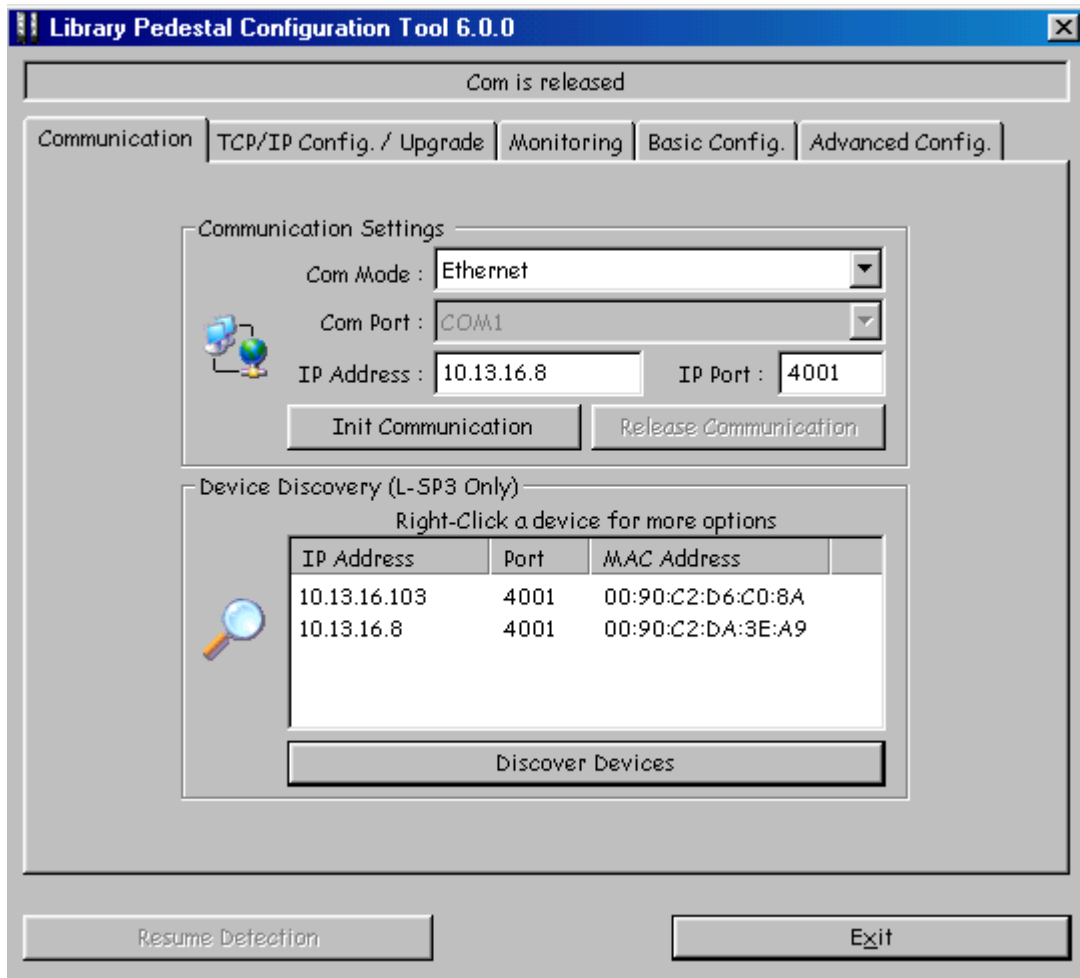 Library Pedestal Configuration Tool 6.0.0
Com is released
Communication TCP/IP Config. / Upgrade Monitoring Basic Config. Advanced Config.
Communication Settings
Com Mode : Ethernet
Com Port : COM1
IP Address : 10.13.16.8 IP Port : 4001
Init Communication Release Communication
Device Discovery (L-SP3 Only)
Right-Click a device for more options
IP Address Port MAC Address
10.13.16.103 4001 00:90:C2:D6:C0:8A
10.13.16.8 4001 00:90:C2:DA:3E:A9
Discover Devices
Resume Detection Exit